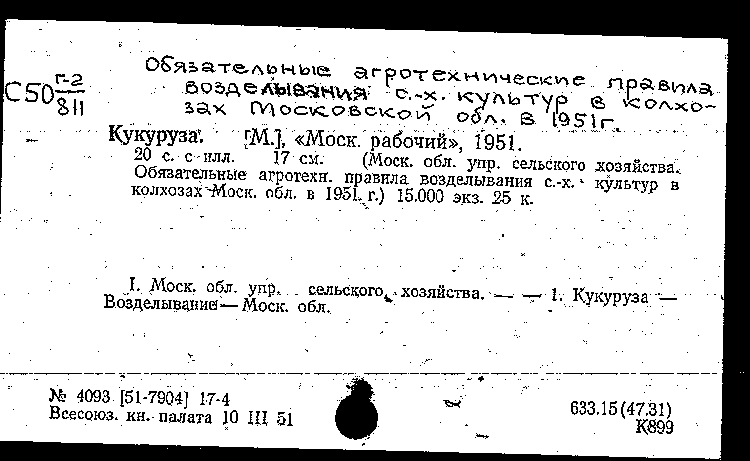 Обязательные агротехнические правила
возделывания с.-х. культур в колхо-
зах Московской обл. в 1951г.
С50 г-2/811
Кукуруза. [М.], «Моск. рабочий», 1951.
20 с. с илл. 17 см. (Моск. обл. упр. сельского хозяйства.
Обязательные агротехн. правила возделывания с.-х. культур в
колхозах Моск. обл. в 1951 г.) 15.000 экз. 25 к.
I. Моск. обл. упр. сельского хозяйства. — — 1. Кукуруза —
Возделывание — Моск. обл.
№ 4093 [51-7904] 17-4
Всесоюз. кн. палата 10 III 51
633.15(47.31)
К899